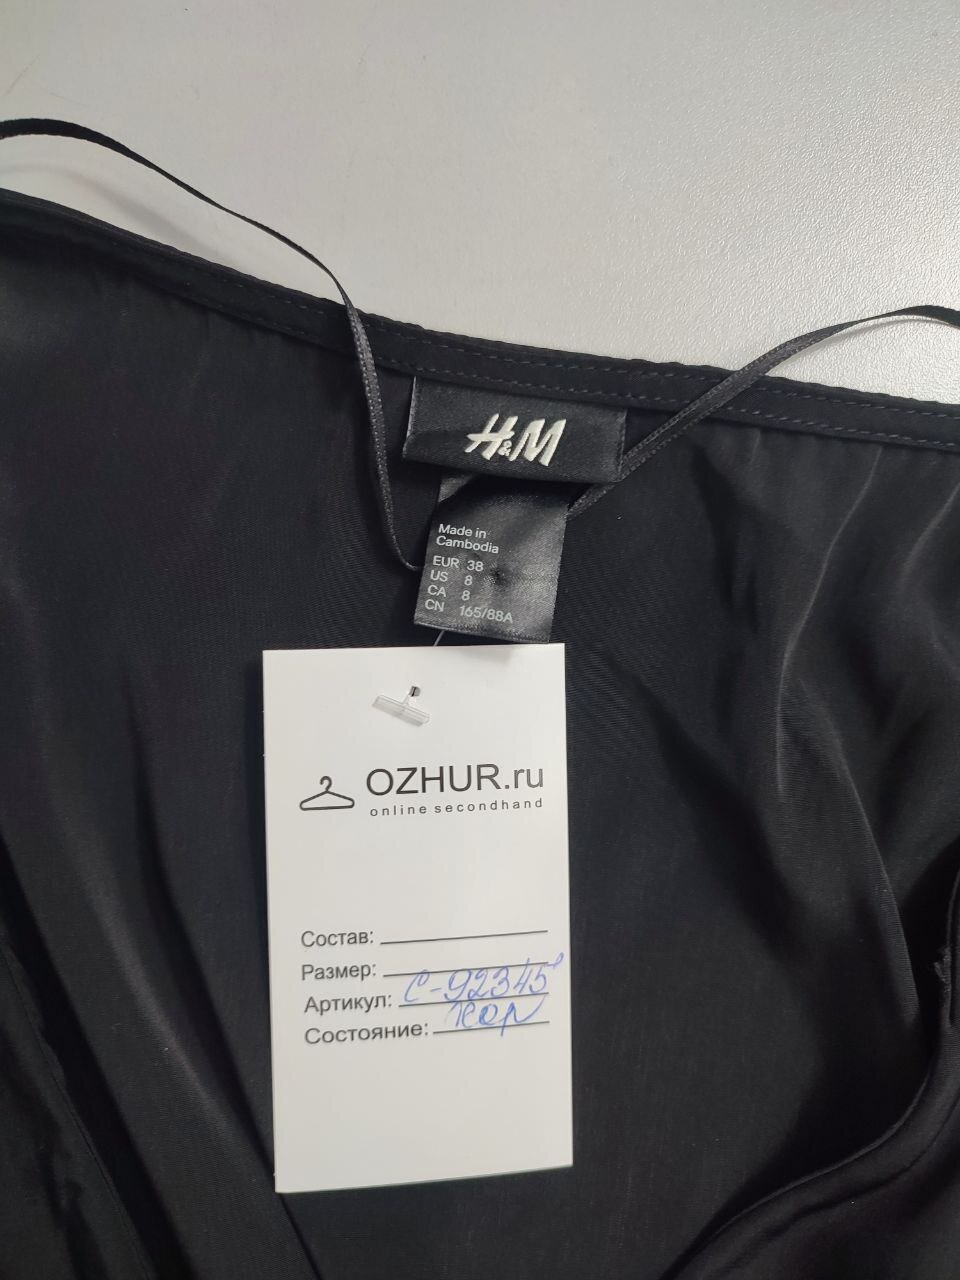 H&M
Made in
Cambodia
EUR 38
US 8
CA 8
CN 165/88A
OZHUR.ru
online secondhand
Состав:
Размер:
Артикул: С-92345
Состояние: хор